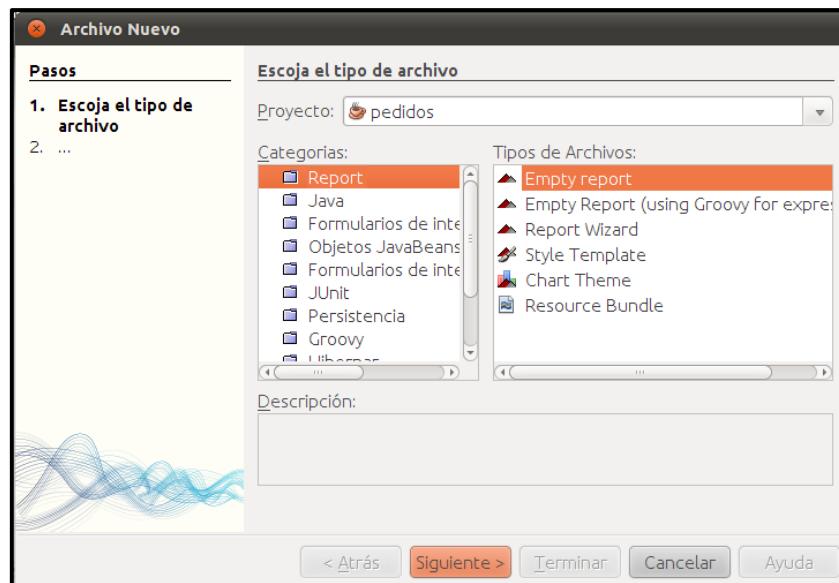 Archivo Nuevo
Pasos
1. Escoja el tipo de
archivo
2. ...
Escoja el tipo de archivo
Proyecto: pedidos
Categorias:
Report
Java
Formularios de inte
Objetos JavaBeans
Formularios de inte
JUnit
Persistencia
Groovy
Tipos de Archivos:
Empty report
Empty Report (using Groovy for expres
Report Wizard
Style Template
Chart Theme
Resource Bundle
Descripción:
< Atrás
Siguiente >
Terminar
Cancelar
Ayuda